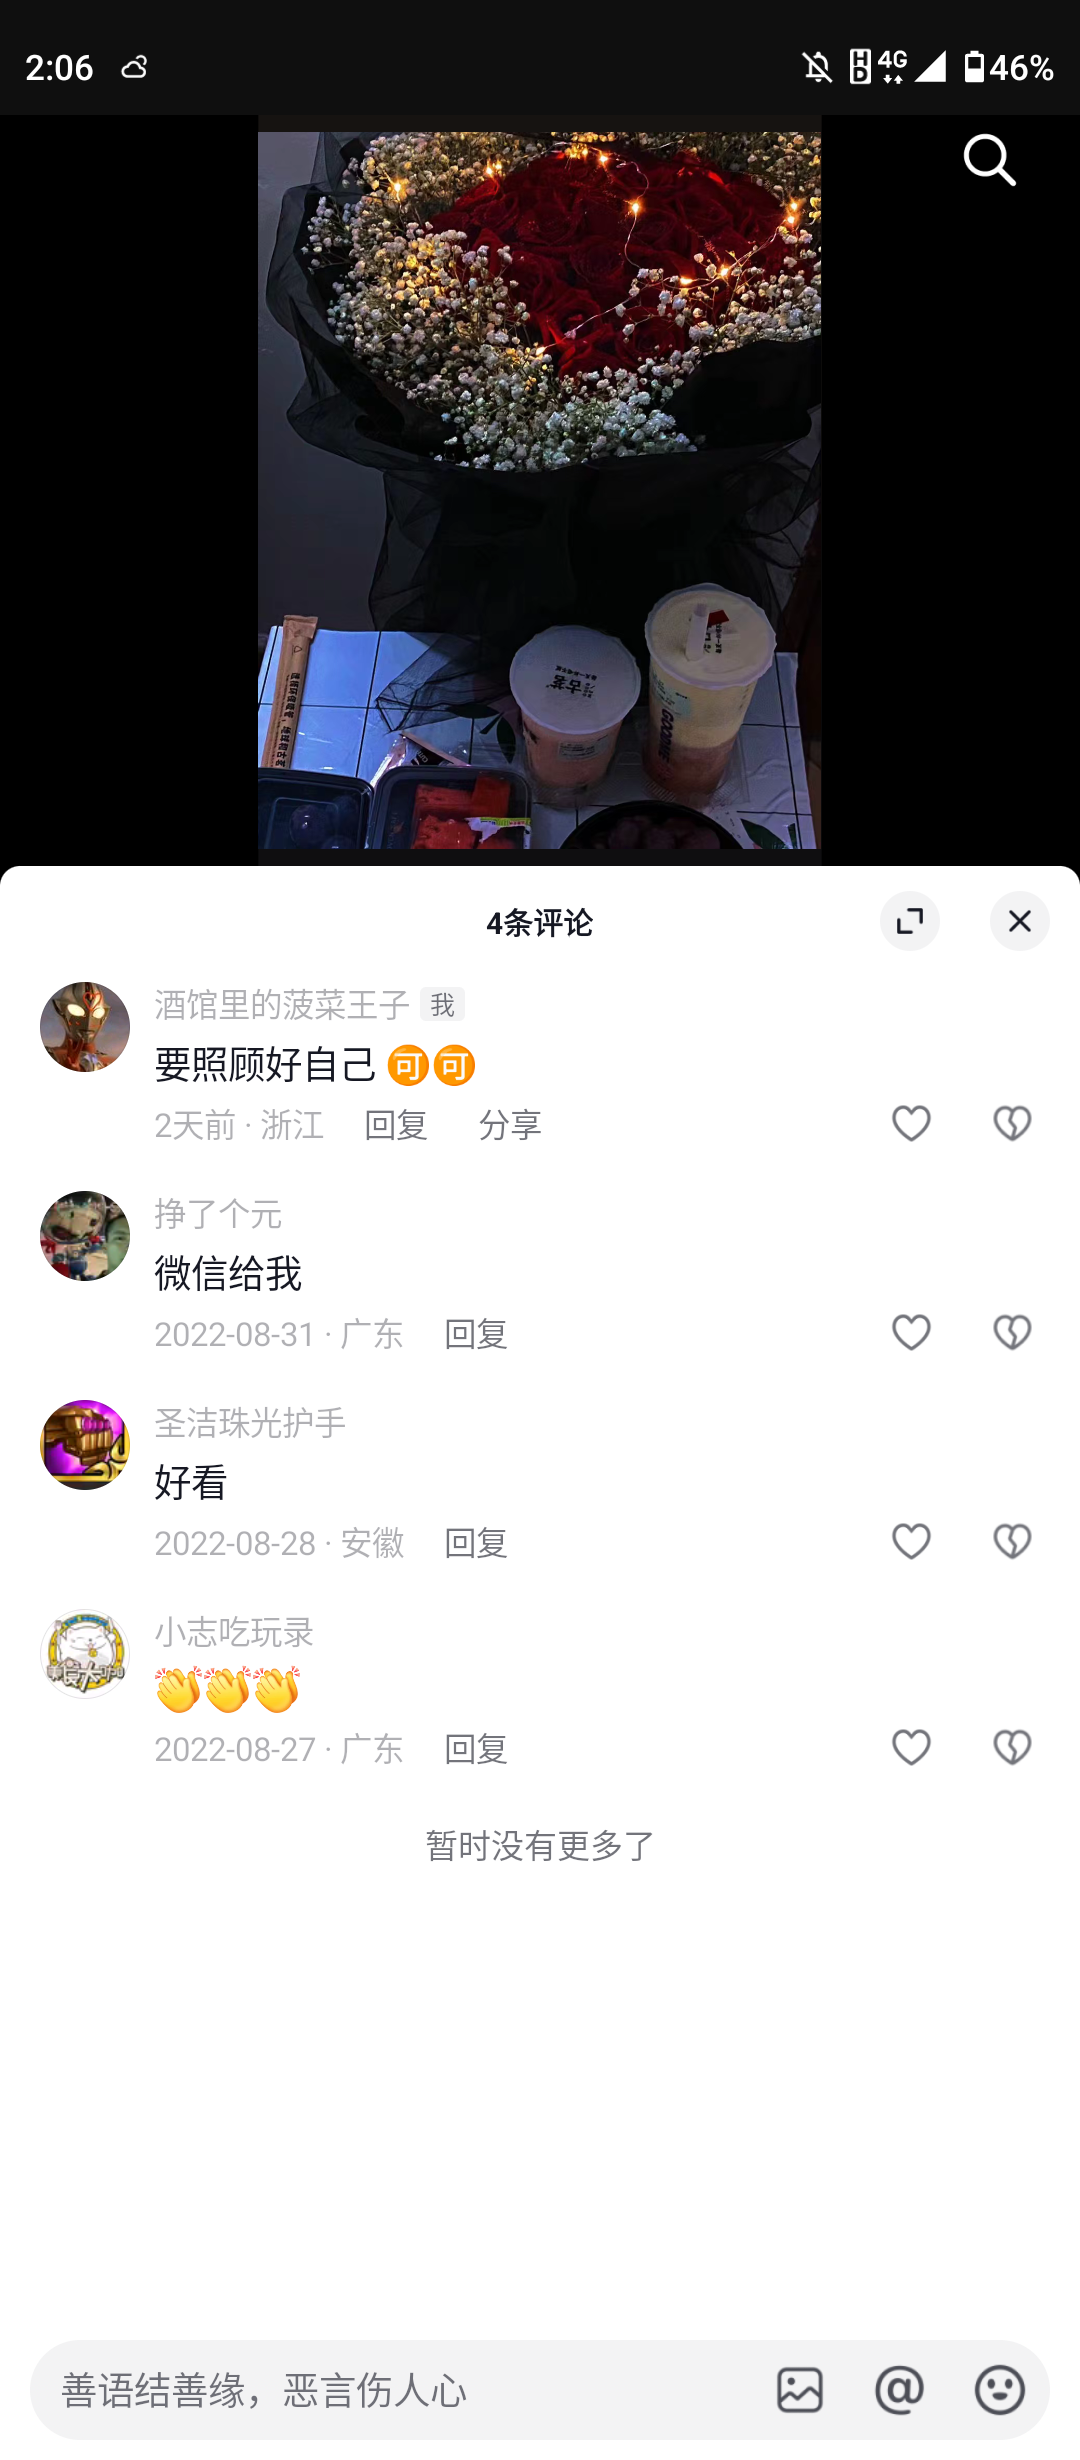 2:06
HD 4G 46%
古茗
GOODME
4条评论
酒馆里的菠菜王子 我
要照顾好自己 🉑🉑
2天前 · 浙江 回复 分享
挣了个元
微信给我
2022-08-31 · 广东 回复
圣洁珠光护手
好看
2022-08-28 · 安徽 回复
小志吃玩录
👏👏👏
2022-08-27 · 广东 回复
暂时没有更多了
善语结善缘，恶言伤人心